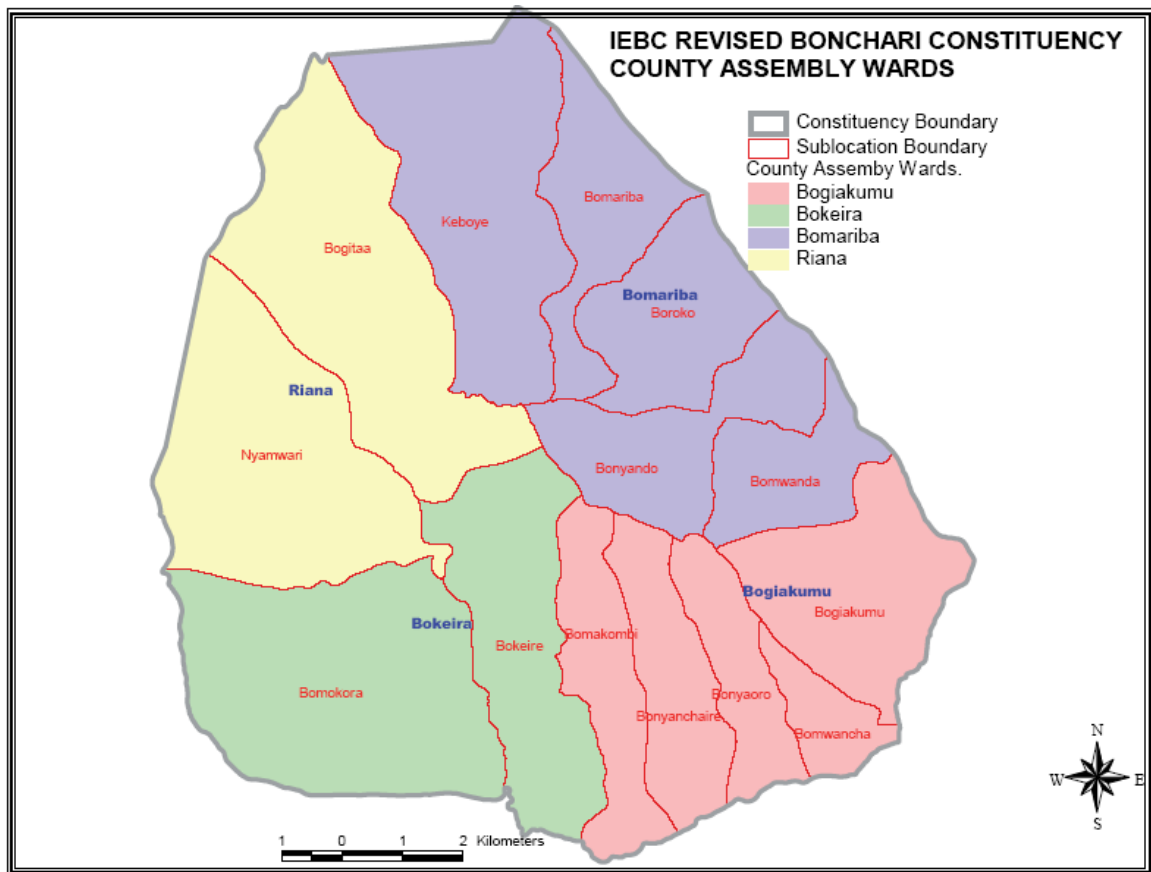 IEBC REVISED BONCHARI CONSTITUENCY
COUNTY ASSEMBLY WARDS
Constituency Boundary
Sublocation Boundary
County Assemby Wards.
Bogiakumu
Bokeira
Bomariba
Riana
Bomariba
Keboye
Bogitaa
Bomariba
Boroko
Riana
Nyamwari
Bonyando
Bomwanda
Bogiakumu
Bogiakumu
Bokeira
Bomakombi
Bokeire
Bomokora
Bonyaoro
Bonyanchaire
Bomwancha
N
W E
S
1 0 1 2 Kilometers